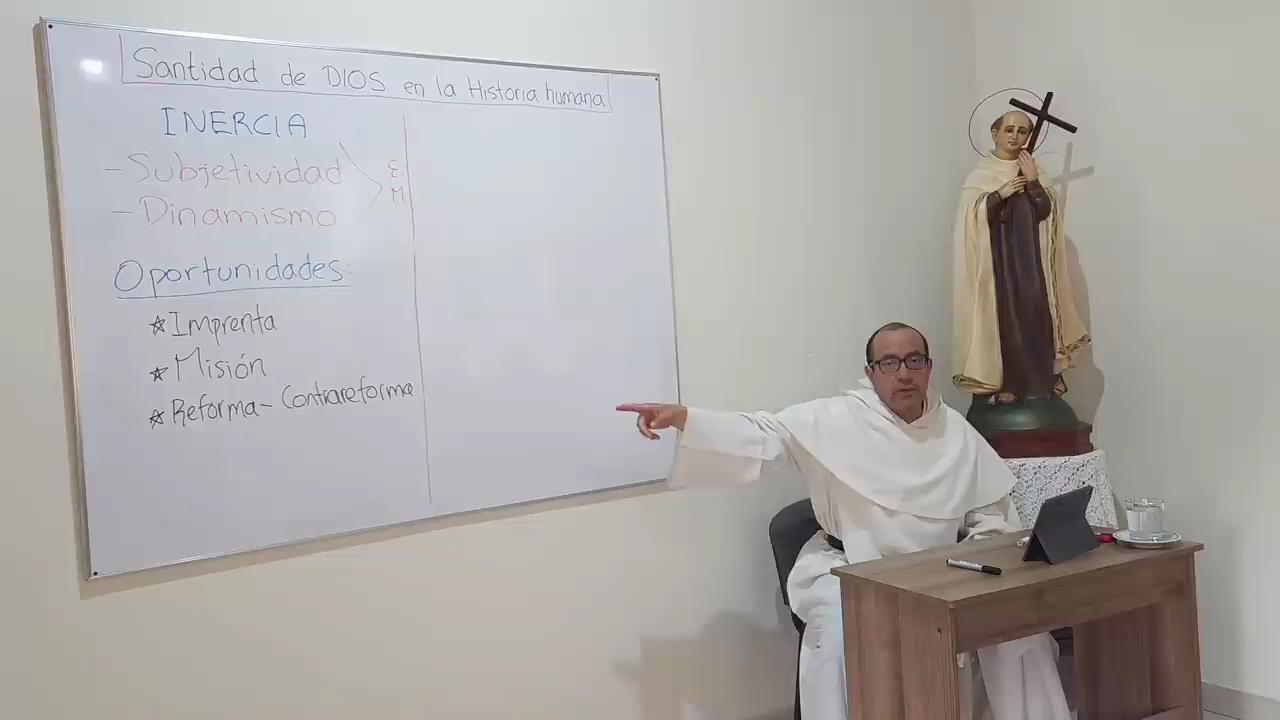 Santidad de DIOS en la Historia humana
INERCIA
- Subjetividad
- Dinamismo
E.
M.
Oportunidades:
☆ Imprenta
☆ Misión
☆ Reforma - Contrareforma